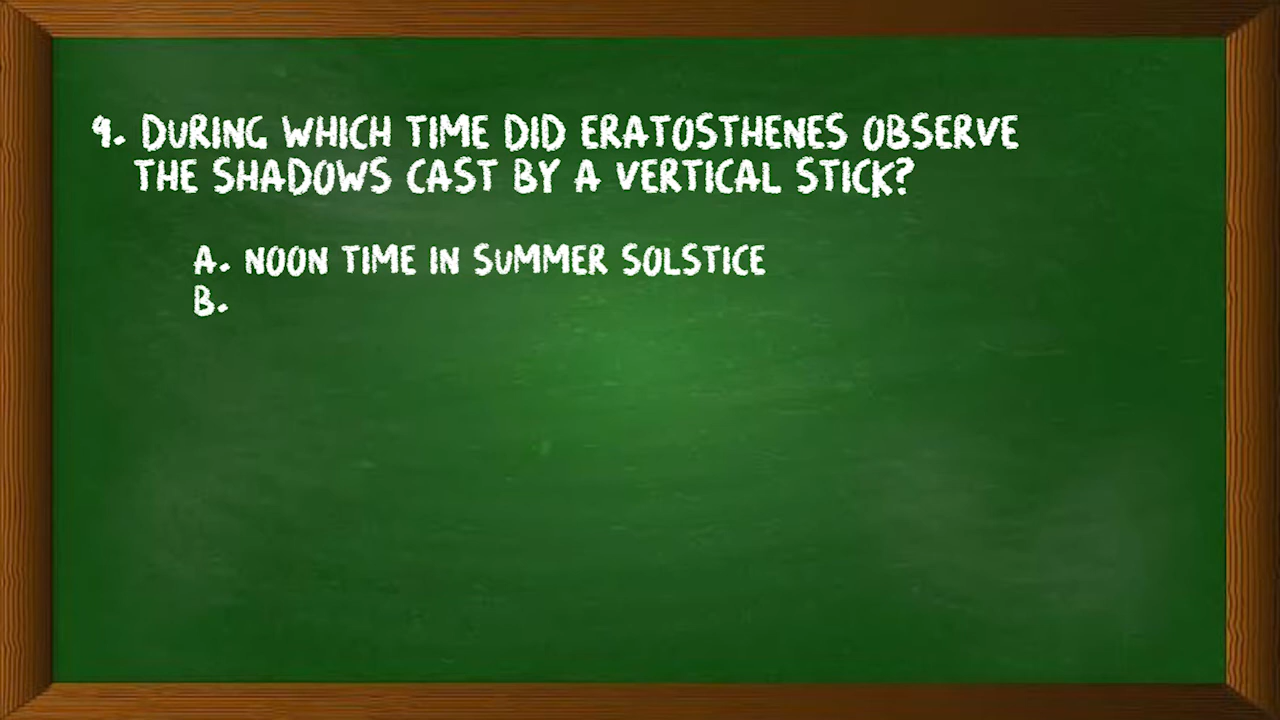 9. DURING WHICH TIME DID ERATOSTHENES OBSERVE
THE SHADOWS CAST BY A VERTICAL STICK?
A. NOON TIME IN SUMMER SOLSTICE
B.